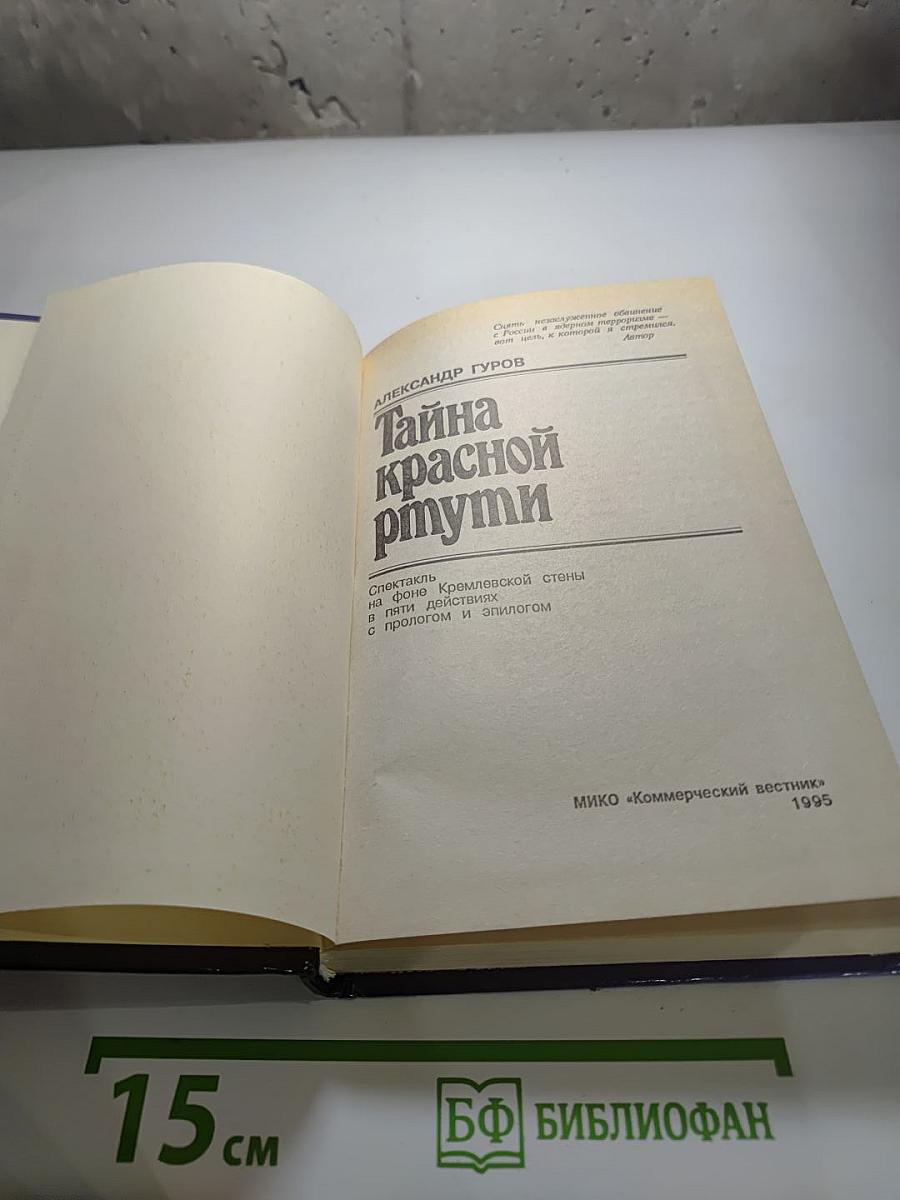 Снять незаслуженное обвинение
с России в ядерном терроризме —
вот цель, к которой я стремился.
Автор
АЛЕКСАНДР ГУРОВ
Тайна
красной
ртути
Спектакль
на фоне Кремлевской стены
в пяти действиях
с прологом и эпилогом
МИКО «Коммерческий вестник»
1995
15 см
БФ БИБЛИОФАН